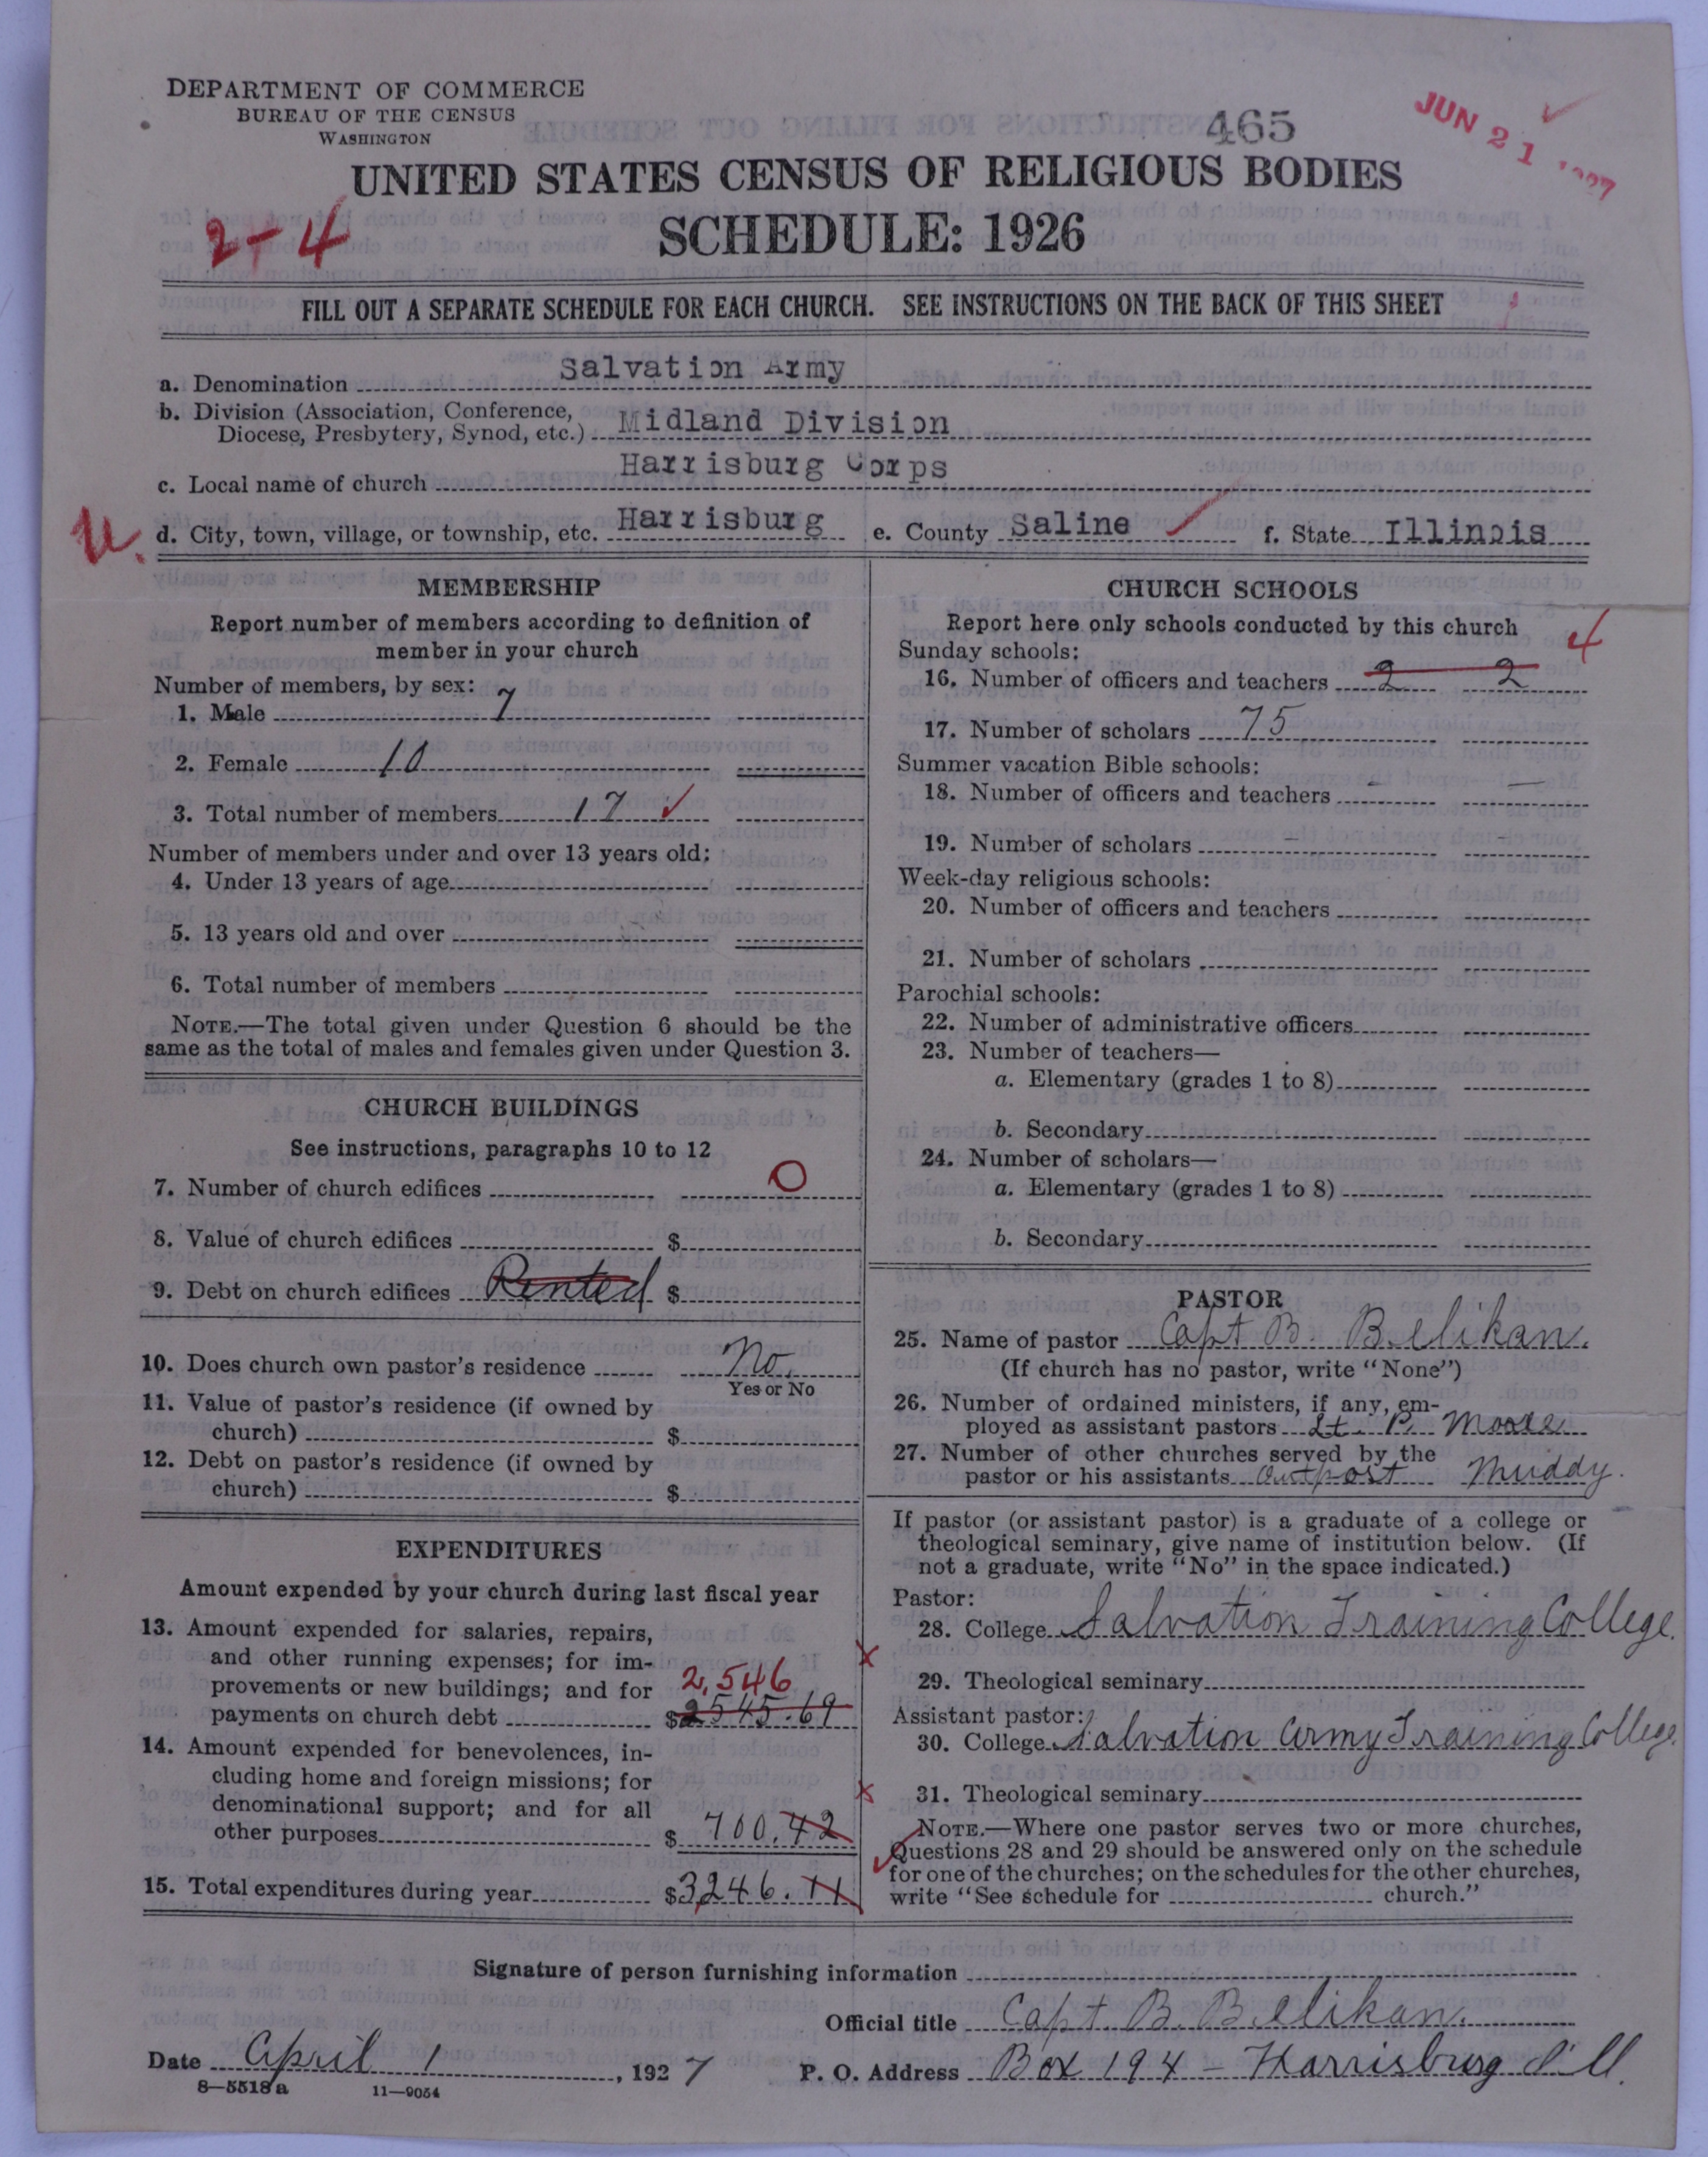 DEPARTMENT OF COMMERCE
BUREAU OF THE CENSUS
WASHINGTON
465
JUN 21 1927
UNITED STATES CENSUS OF RELIGIOUS BODIES
2-4
SCHEDULE: 1926
FILL OUT A SEPARATE SCHEDULE FOR EACH CHURCH. SEE INSTRUCTIONS ON THE BACK OF THIS SHEET
a. Denomination Salvation Army
b. Division (Association, Conference,
Diocese, Presbytery, Synod, etc.) Midland Division
c. Local name of church Harrisburg Corps
d. City, town, village, or township, etc. Harrisburg e. County Saline f. State Illinois
MEMBERSHIP
Report number of members according to definition of
member in your church
Number of members, by sex:
1. Male 7
2. Female 10
3. Total number of members 17
Number of members under and over 13 years old:
4. Under 13 years of age
5. 13 years old and over
6. Total number of members
NOTE.—The total given under Question 6 should be the
same as the total of males and females given under Question 3.
CHURCH BUILDINGS
See instructions, paragraphs 10 to 12
7. Number of church edifices 0
8. Value of church edifices $
9. Debt on church edifices Rented $
10. Does church own pastor's residence No.
Yes or No
11. Value of pastor's residence (if owned by
church) $
12. Debt on pastor's residence (if owned by
church) $
EXPENDITURES
Amount expended by your church during last fiscal year
13. Amount expended for salaries, repairs,
and other running expenses; for im-
provements or new buildings; and for 2,546
payments on church debt $2545.69
14. Amount expended for benevolences, in-
cluding home and foreign missions; for
denominational support; and for all
other purposes $ 700.42
15. Total expenditures during year $3,246.11
CHURCH SCHOOLS
Report here only schools conducted by this church 4
Sunday schools:
16. Number of officers and teachers 2 2
17. Number of scholars 75
Summer vacation Bible schools:
18. Number of officers and teachers —
19. Number of scholars
Week-day religious schools:
20. Number of officers and teachers
21. Number of scholars
Parochial schools:
22. Number of administrative officers
23. Number of teachers—
a. Elementary (grades 1 to 8)
b. Secondary
24. Number of scholars—
a. Elementary (grades 1 to 8)
b. Secondary
PASTOR
25. Name of pastor Capt B. Belikan.
(If church has no pastor, write "None")
26. Number of ordained ministers, if any, em-
ployed as assistant pastors Lt. P. Moore
27. Number of other churches served by the
pastor or his assistants Outpost Muddy.
If pastor (or assistant pastor) is a graduate of a college or
theological seminary, give name of institution below. (If
not a graduate, write "No" in the space indicated.)
Pastor:
28. College Salvation Training College.
29. Theological seminary
Assistant pastor:
30. College Salvation Army Training College.
31. Theological seminary
NOTE.—Where one pastor serves two or more churches,
Questions 28 and 29 should be answered only on the schedule
for one of the churches; on the schedules for the other churches,
write "See schedule for church."
Signature of person furnishing information
Official title Capt. B. Belikan.
Date April 1, 1927 P. O. Address Box 194 - Harrisburg Ill.
8—5518a 11—9054